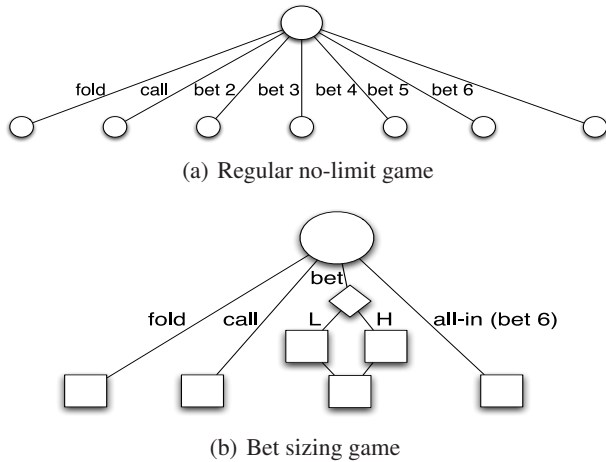 fold call bet 2 bet 3 bet 4 bet 5 bet 6
(a) Regular no-limit game
bet
fold call L H all-in (bet 6)
(b) Bet sizing game